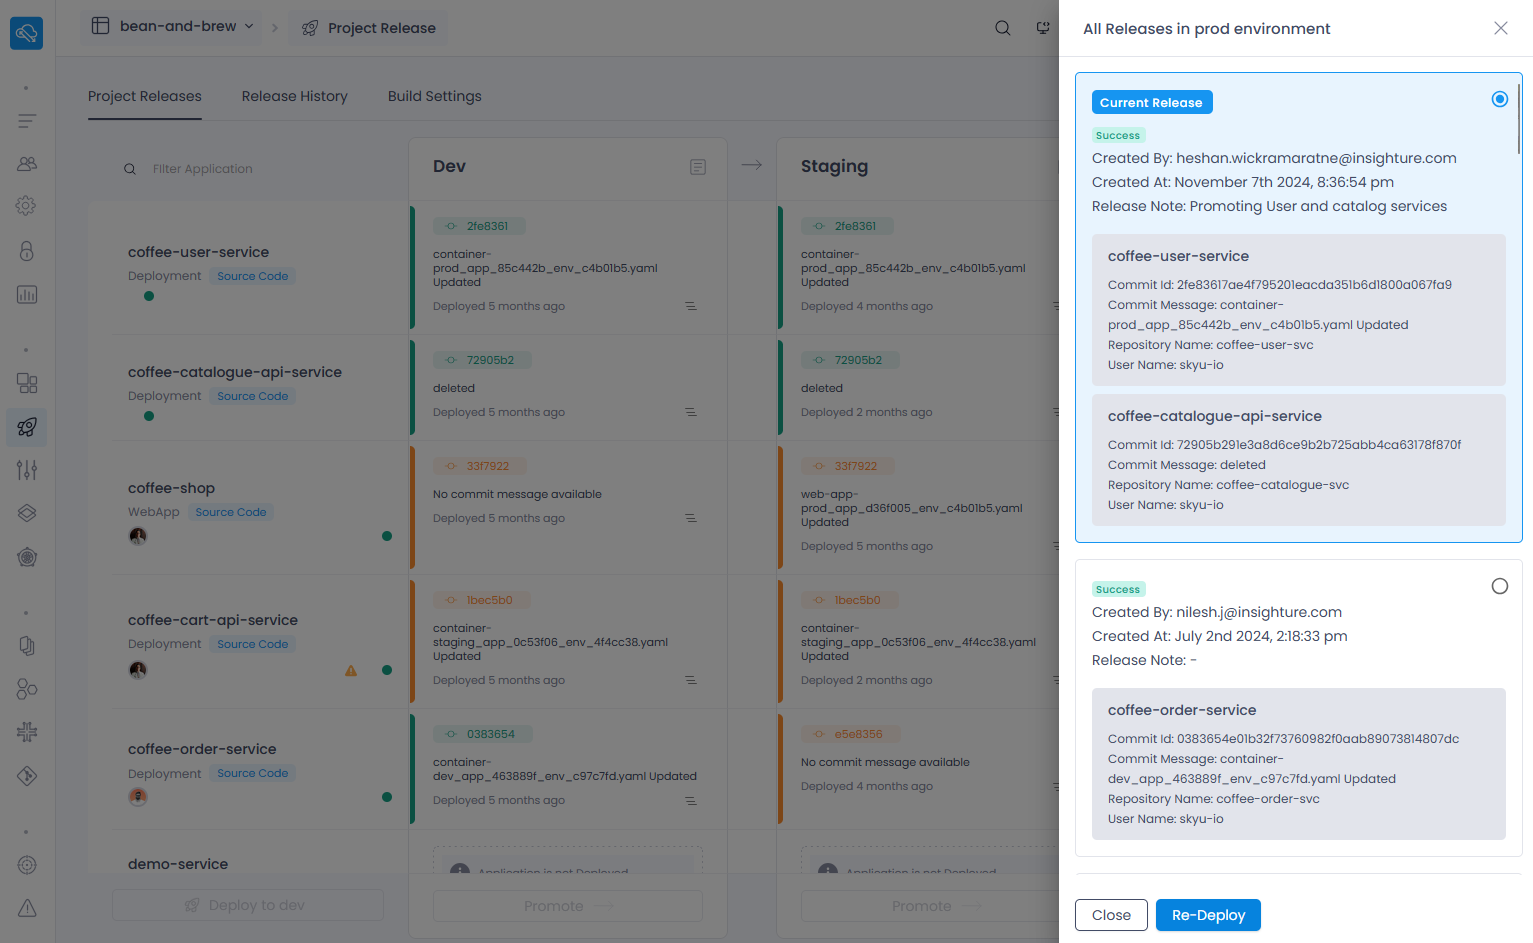 bean-and-brew
Project Release
Project Releases
Release History
Build Settings
FIlter Application
Dev
Staging
coffee-user-service
Deployment
Source Code
2fe8361
container-
prod_app_85c442b_env_c4b01b5.yaml
Updated
Deployed 5 months ago
2fe8361
container-
prod_app_85c442b_env_c4b01b5.yaml
Updated
Deployed 4 months ago
coffee-catalogue-api-service
Deployment
Source Code
72905b2
deleted
Deployed 5 months ago
72905b2
deleted
Deployed 2 months ago
coffee-shop
WebApp
Source Code
33f7922
No commit message available
Deployed 5 months ago
33f7922
web-app-
prod_app_d36f005_env_c4b01b5.yaml
Updated
Deployed 5 months ago
coffee-cart-api-service
Deployment
Source Code
1bec5b0
container-
staging_app_0c53f06_env_4f4cc38.yaml
Updated
Deployed 5 months ago
1bec5b0
container-
staging_app_0c53f06_env_4f4cc38.yaml
Updated
Deployed 2 months ago
coffee-order-service
Deployment
Source Code
0383654
container-
dev_app_463889f_env_c97c7fd.yaml Updated
Deployed 5 months ago
e5e8356
No commit message available
Deployed 4 months ago
demo-service
Application is not Deployed
Application is not Deployed
Deploy to dev
Promote
Promote
All Releases in prod environment
Current Release
Success
Created By: heshan.wickramaratne@insighture.com
Created At: November 7th 2024, 8:36:54 pm
Release Note: Promoting User and catalog services
coffee-user-service
Commit Id: 2fe83617ae4f795201eacda351b6d1800a067fa9
Commit Message: container-
prod_app_85c442b_env_c4b01b5.yaml Updated
Repository Name: coffee-user-svc
User Name: skyu-io
coffee-catalogue-api-service
Commit Id: 72905b291e3a8d6ce9b2b725abb4ca63178f870f
Commit Message: deleted
Repository Name: coffee-catalogue-svc
User Name: skyu-io
Success
Created By: nilesh.j@insighture.com
Created At: July 2nd 2024, 2:18:33 pm
Release Note: -
coffee-order-service
Commit Id: 0383654e01b32f73760982f0aab89073814807dc
Commit Message: container-
dev_app_463889f_env_c97c7fd.yaml Updated
Repository Name: coffee-order-svc
User Name: skyu-io
Close
Re-Deploy